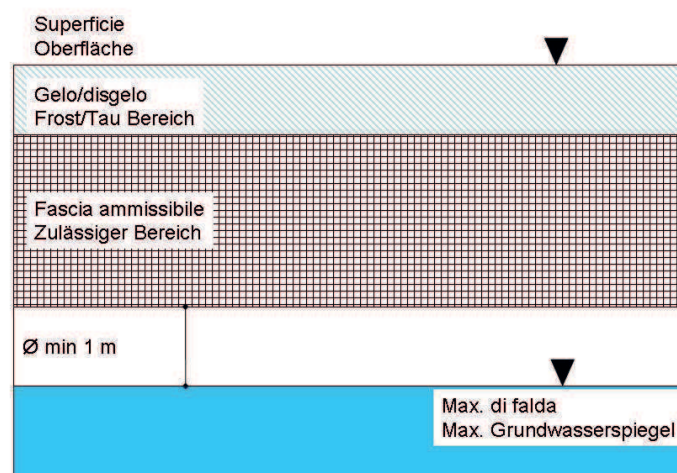 Superficie
Oberfläche
Gelo/disgelo
Frost/Tau Bereich
Fascia ammissibile
Zulässiger Bereich
Ø min 1 m
Max. di falda
Max. Grundwasserspiegel